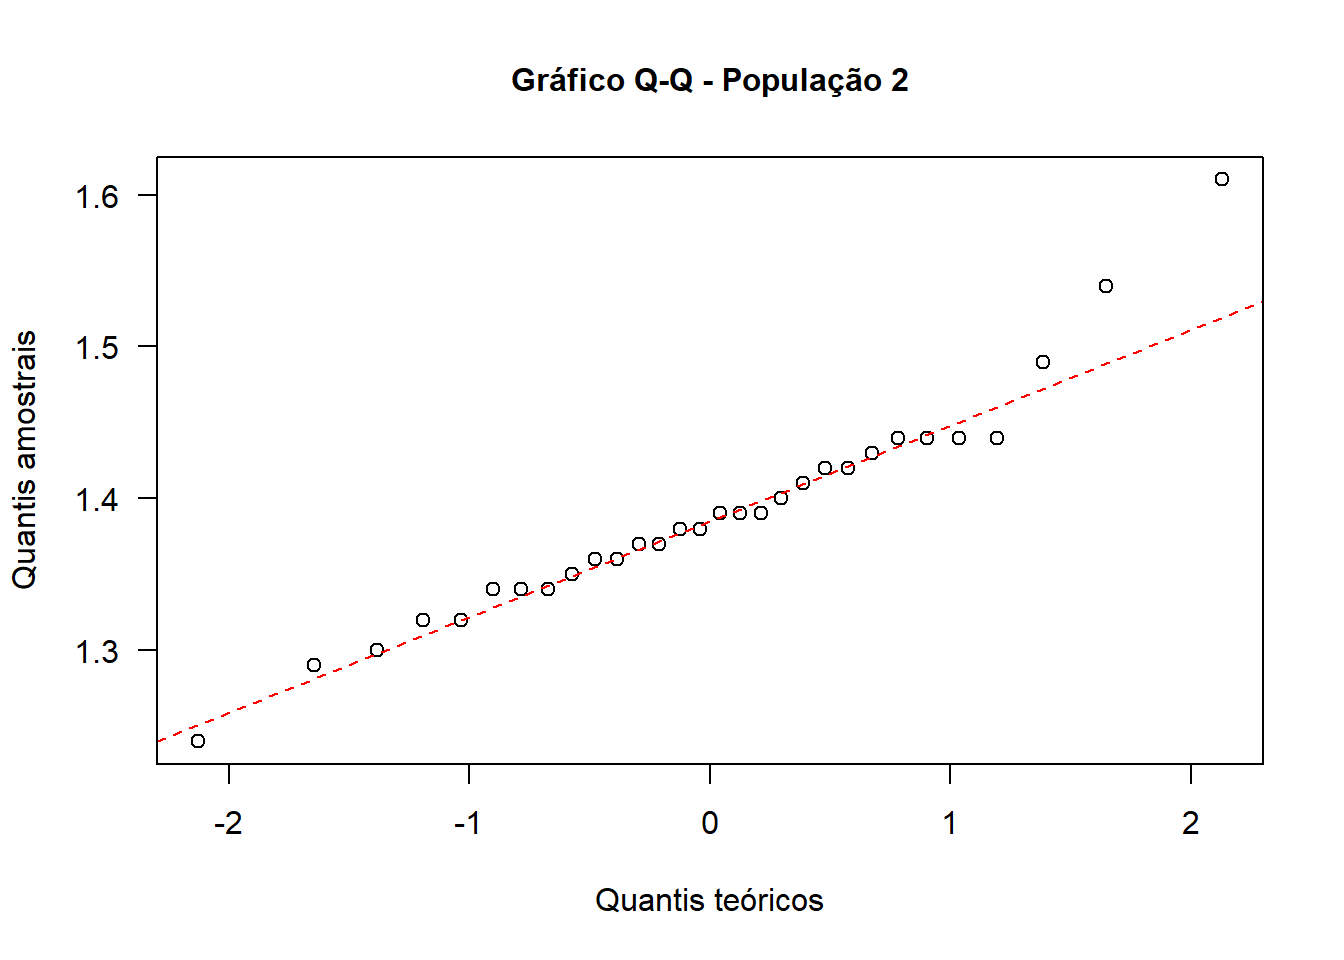 Gráfico Q-Q - População 2
Quantis amostrais
1.6
1.5
1.4
1.3
-2 -1 0 1 2
Quantis teóricos